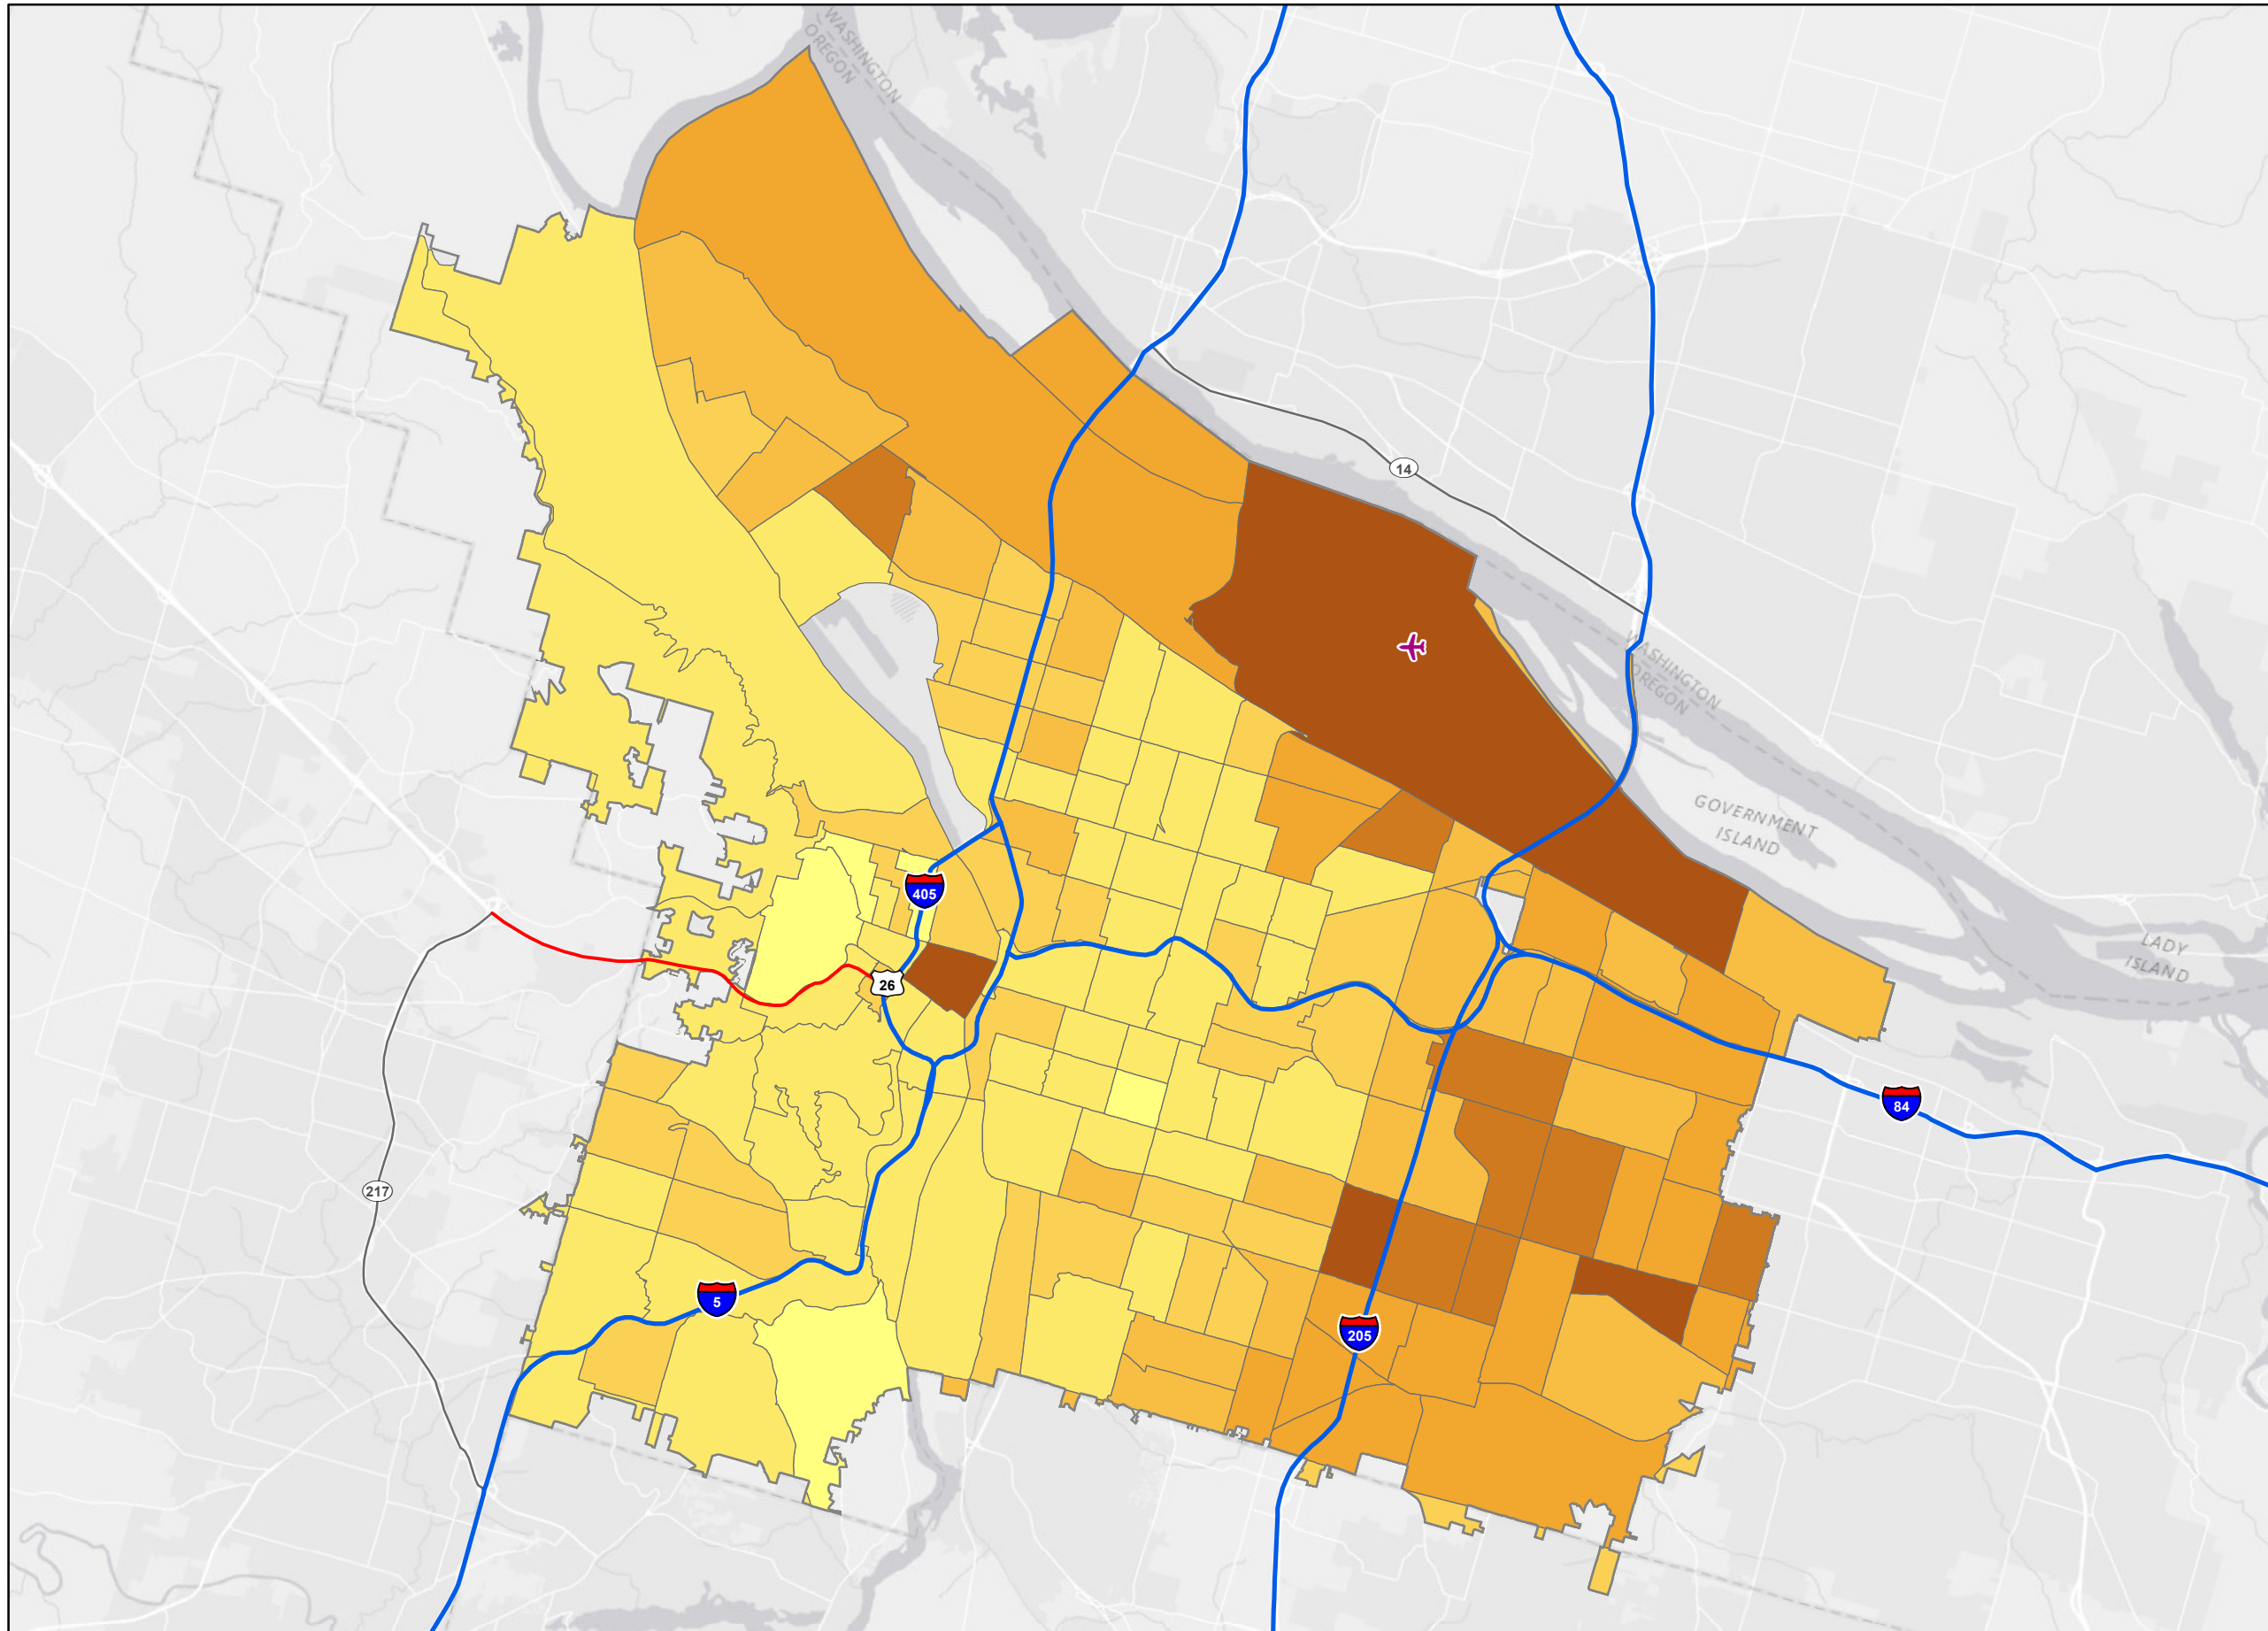 WASHINGTON
OREGON
14
WASHINGTON
OREGON
GOVERNMENT
ISLAND
405
LADY
ISLAND
26
84
217
5
205